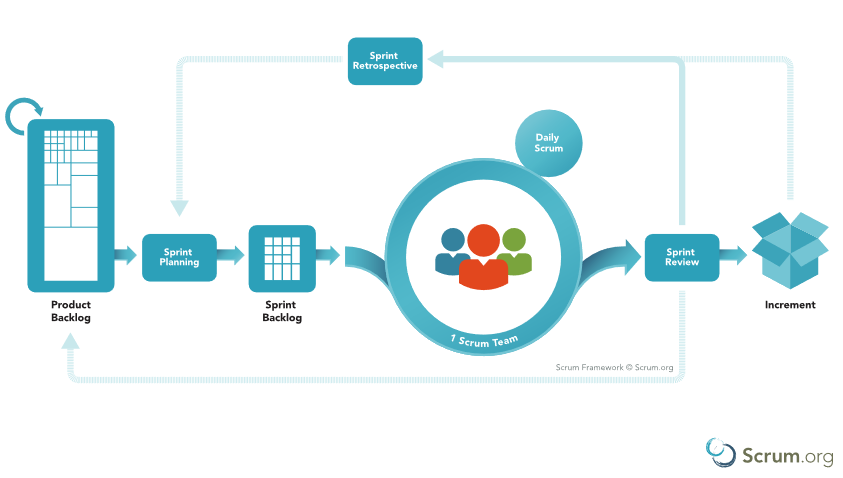 Sprint
Retrospective
Daily
Scrum
Sprint
Planning
Sprint
Review
Product
Backlog
Sprint
Backlog
Increment
1 Scrum Team
Scrum Framework © Scrum.org
Scrum.org